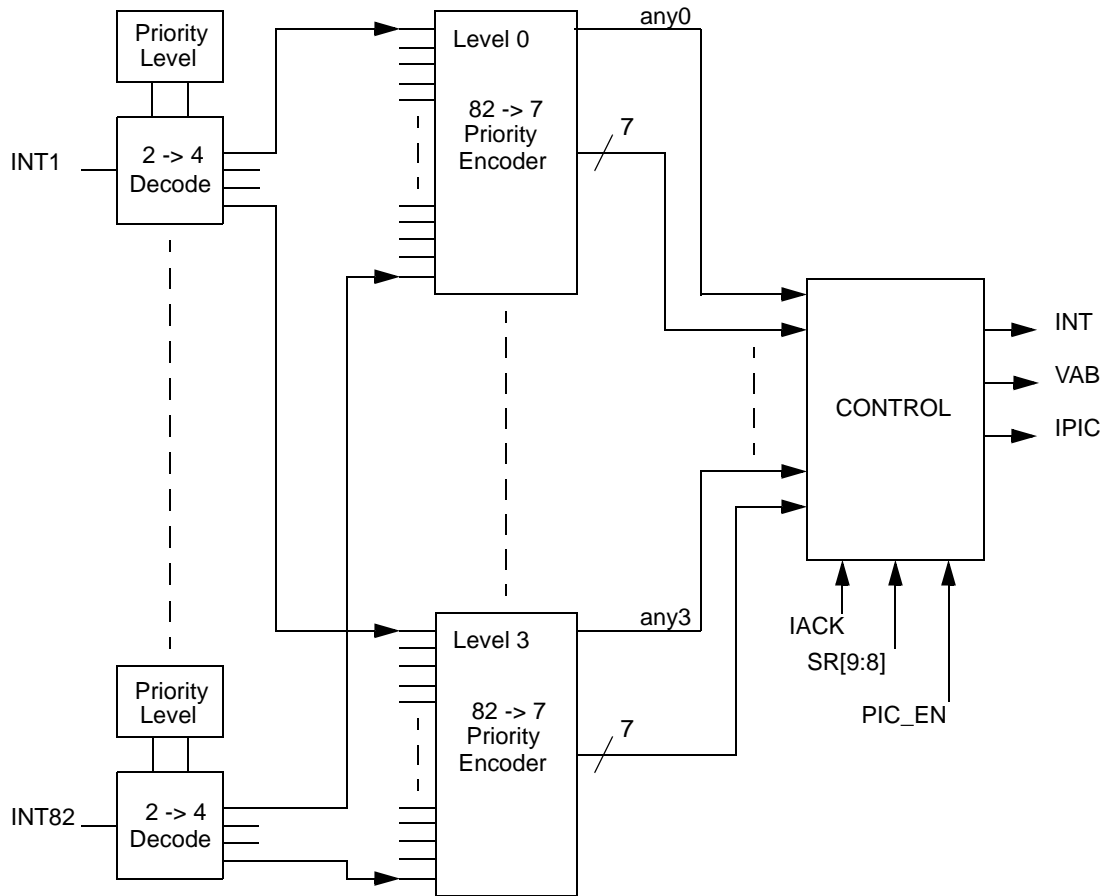 Priority
Level
INT1
2 -> 4
Decode
Level 0
82 -> 7
Priority
Encoder
any0
7
CONTROL
INT
VAB
IPIC
IACK
SR[9:8]
PIC_EN
Priority
Level
INT82
2 -> 4
Decode
Level 3
82 -> 7
Priority
Encoder
any3
7